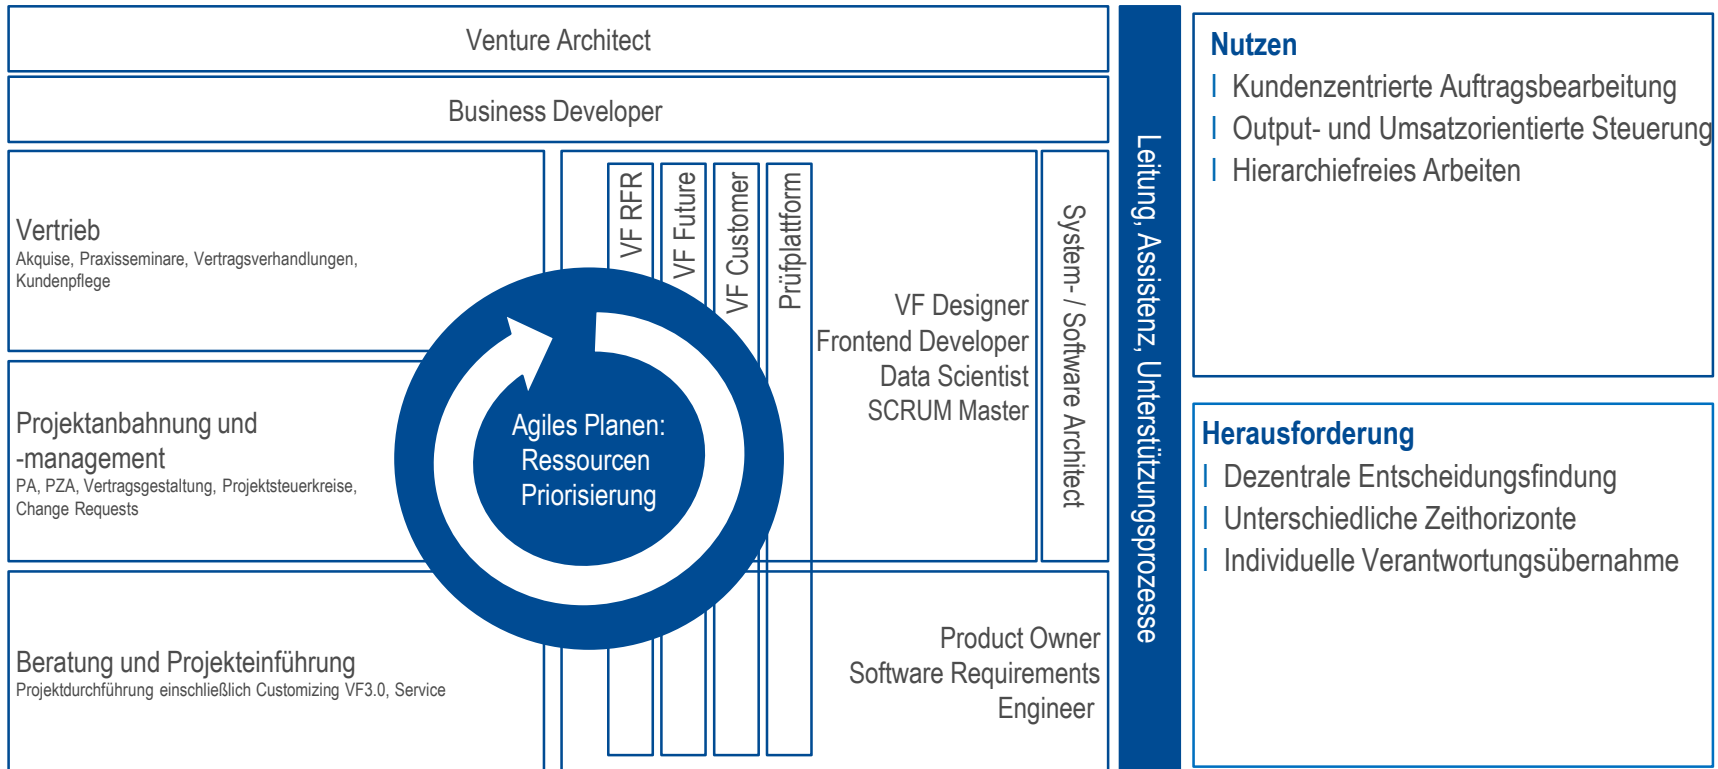 Venture Architect
Business Developer
Vertrieb
Akquise, Praxisseminare, Vertragsverhandlungen,
Kundenpflege
Projektanbahnung und
-management
PA, PZA, Vertragsgestaltung, Projektsteuerkreise,
Change Requests
Beratung und Projekteinführung
Projektdurchführung einschließlich Customizing VF3.0, Service
Agiles Planen:
Ressourcen
Priorisierung
VF RFR
VF Future
VF Customer
Prüfplattform
VF Designer
Frontend Developer
Data Scientist
SCRUM Master
System- / Software Architect
Product Owner
Software Requirements
Engineer
Leitung, Assistenz, Unterstützungsprozesse
Nutzen
I Kundenzentrierte Auftragsbearbeitung
I Output- und Umsatzorientierte Steuerung
I Hierarchiefreies Arbeiten
Herausforderung
I Dezentrale Entscheidungsfindung
I Unterschiedliche Zeithorizonte
I Individuelle Verantwortungsübernahme